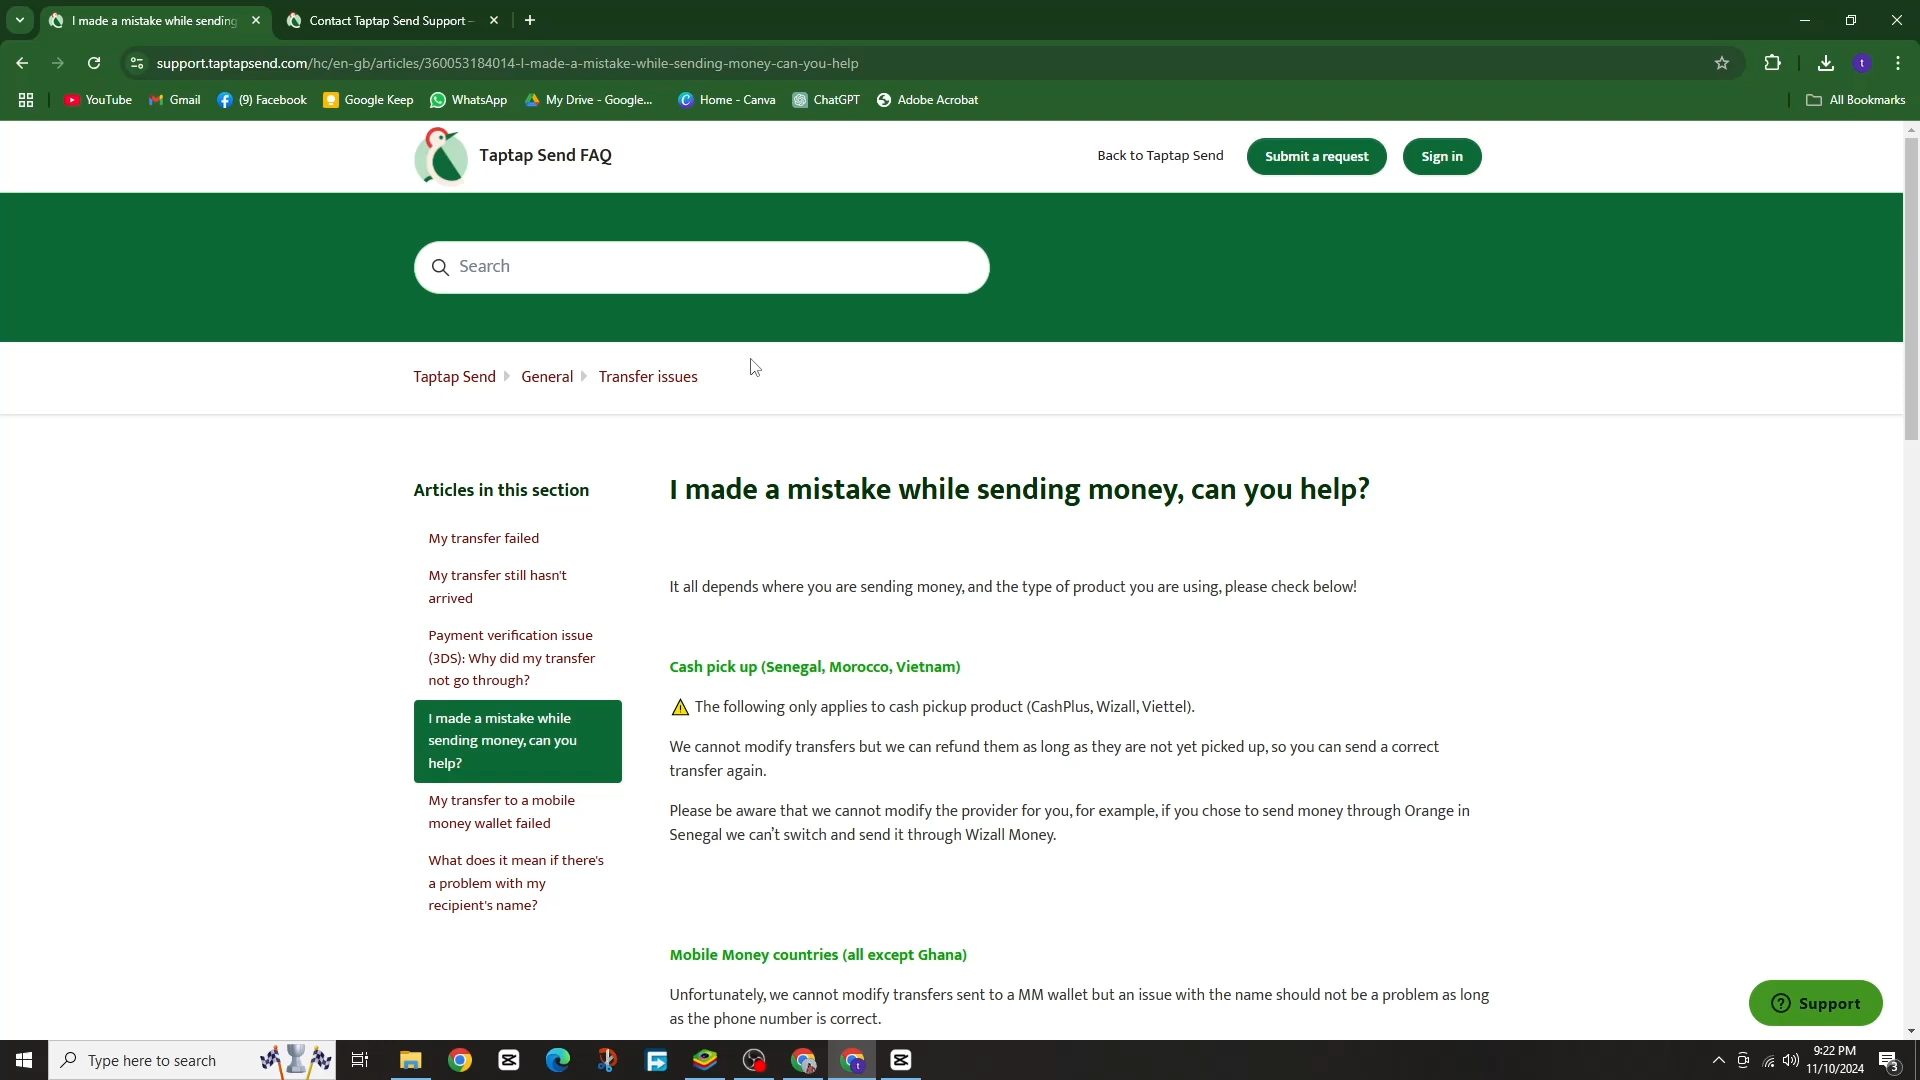 I made a mistake while sending
Contact Taptap Send Support –
support.taptapsend.com/hc/en-gb/articles/360053184014-I-made-a-mistake-while-sending-money-can-you-help
t
YouTube
Gmail
(9) Facebook
Google Keep
WhatsApp
My Drive - Google...
Home - Canva
ChatGPT
Adobe Acrobat
All Bookmarks
Taptap Send FAQ
Back to Taptap Send
Submit a request
Sign in
Search
Taptap Send
General
Transfer issues
Articles in this section
My transfer failed
My transfer still hasn't
arrived
Payment verification issue
(3DS): Why did my transfer
not go through?
I made a mistake while
sending money, can you
help?
My transfer to a mobile
money wallet failed
What does it mean if there's
a problem with my
recipient's name?
I made a mistake while sending money, can you help?
It all depends where you are sending money, and the type of product you are using, please check below!
Cash pick up (Senegal, Morocco, Vietnam)
The following only applies to cash pickup product (CashPlus, Wizall, Viettel).
We cannot modify transfers but we can refund them as long as they are not yet picked up, so you can send a correct
transfer again.
Please be aware that we cannot modify the provider for you, for example, if you chose to send money through Orange in
Senegal we can’t switch and send it through Wizall Money.
Mobile Money countries (all except Ghana)
Unfortunately, we cannot modify transfers sent to a MM wallet but an issue with the name should not be a problem as long
as the phone number is correct.
Support
Type here to search
9:22 PM
11/10/2024
3